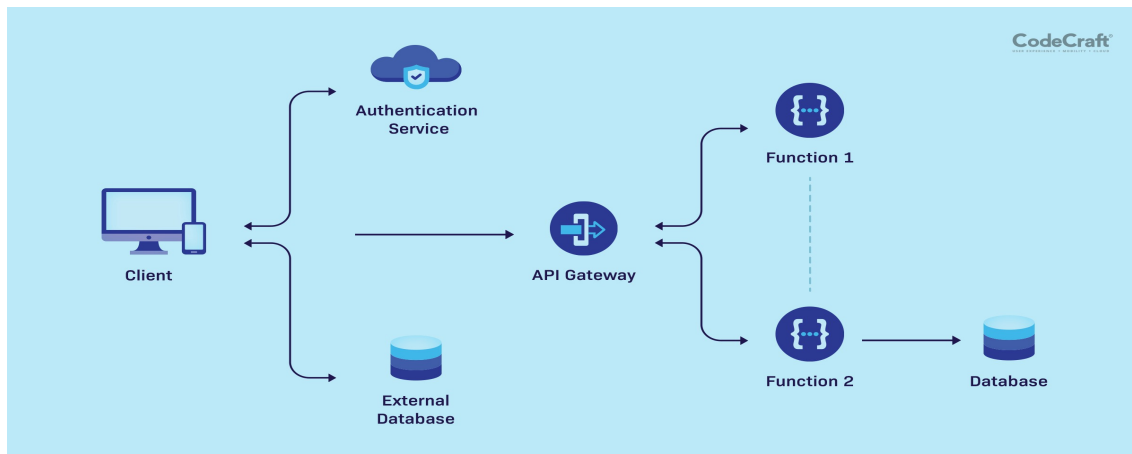 CodeCraft
Authentication
Service
Function 1
Client
API Gateway
External
Database
Function 2
Database